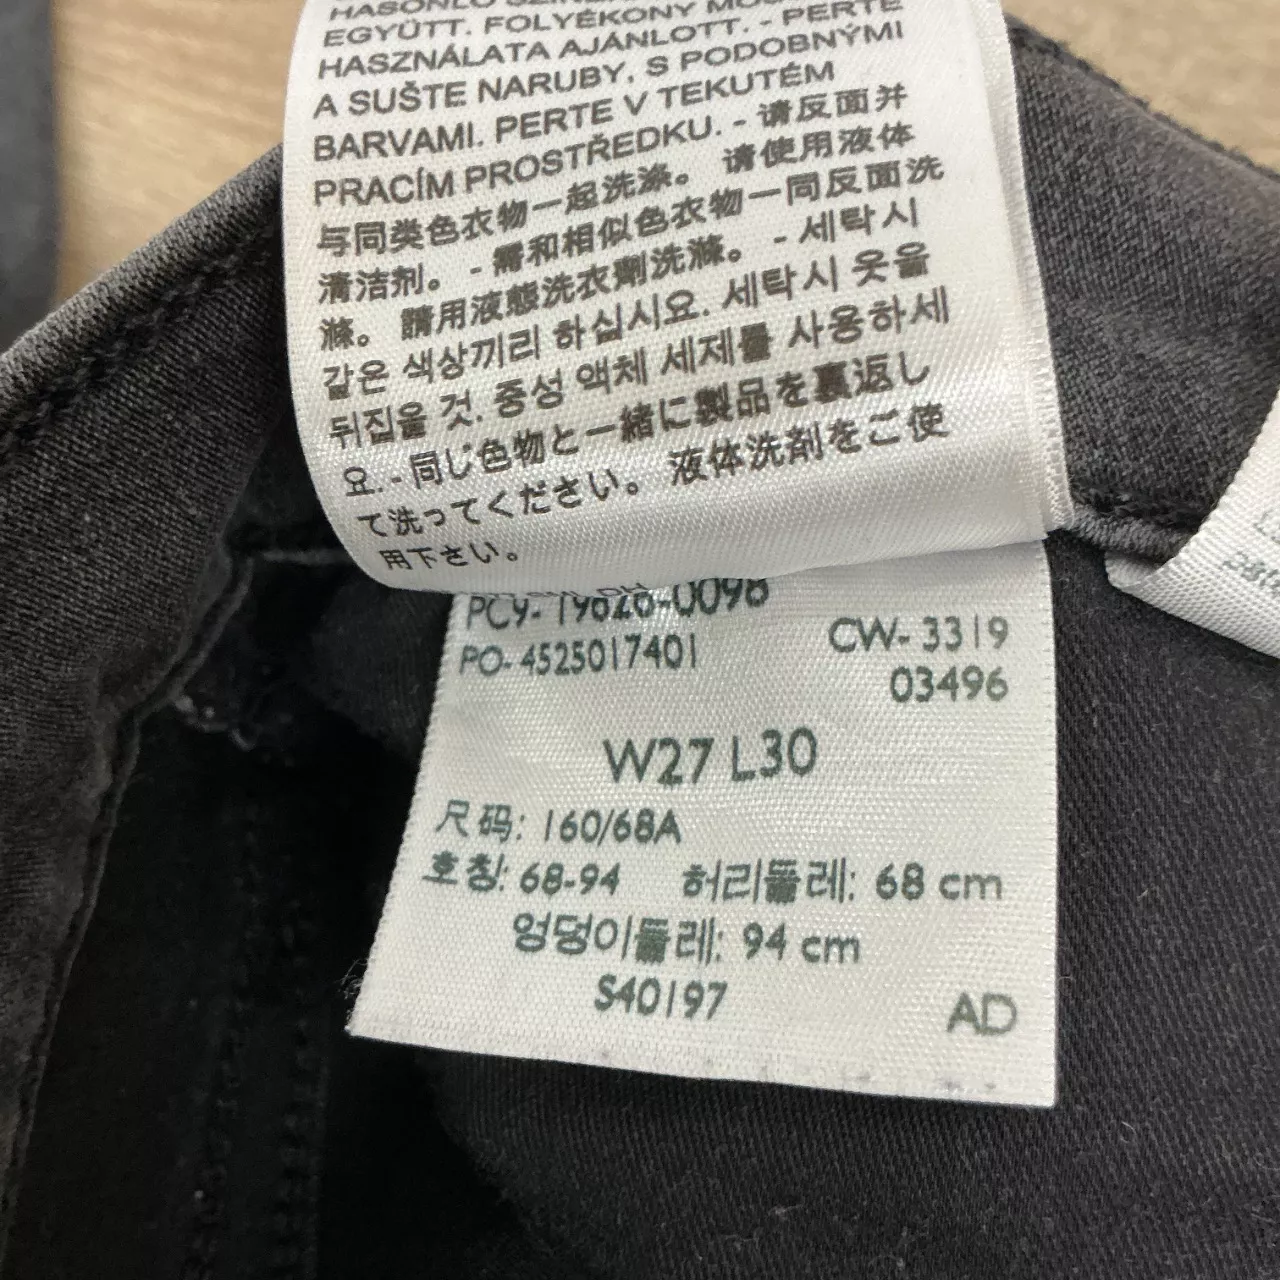 EGYÜTT. FOLYÉKONY
HASZNÁLATA AJÁNLOTT. - PERTE
A SUŠTE NARUBY, S PODOBNÝMI
BARVAMI. PERTE V TEKUTÉM
PRACÍM PROSTŘEDKU. - 请反面并
与同类色衣物一起洗涤。 请使用液体
清洁剂。 - 需和相似色衣物一同反面洗
滌。 請用液態洗衣劑洗滌。 - 세탁시
같은 색상끼리 하십시요. 세탁시 옷을
뒤집을 것. 중성 액체 세제를 사용하세
요. - 同じ色物と一緒に製品を裏返し
て洗ってください。 液体洗剤をご使
用下さい。
PC9- 19626-0098
PO- 4525017401
CW- 3319
03496
W27 L30
尺码: 160/68A
호칭: 68-94 허리둘레: 68 cm
엉덩이둘레: 94 cm
S40197
AD